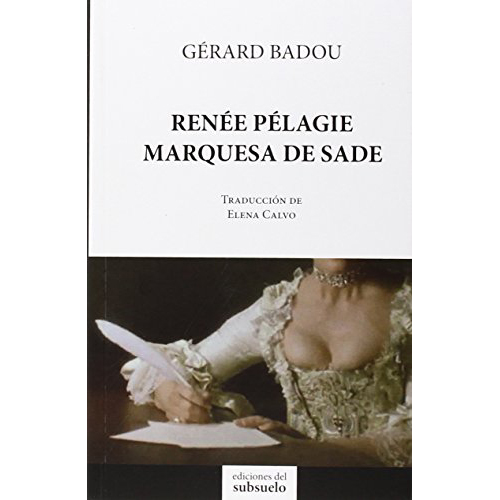 GÉRARD BADOU
RENÉE PÉLAGIE
MARQUESA DE SADE
TRADUCCIÓN DE
ELENA CALVO
ediciones del
subsuelo